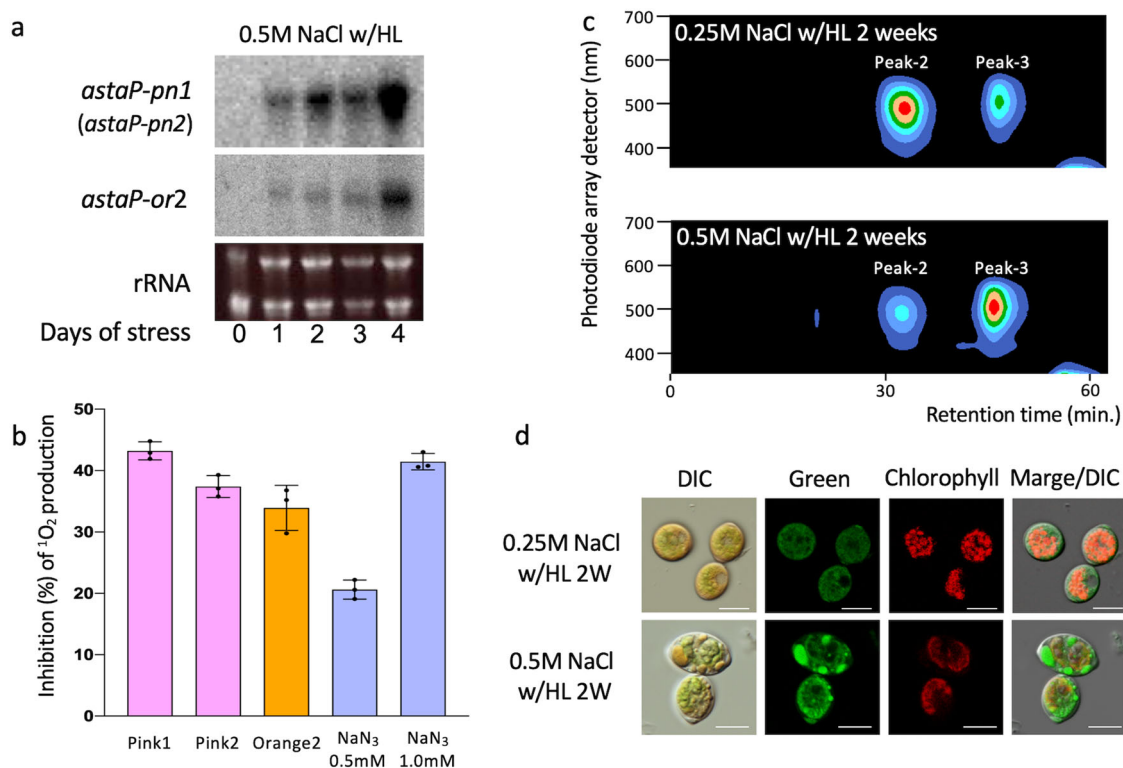 a
0.5M NaCl w/HL
astaP-pn1
(astaP-pn2)
astaP-or2
rRNA
Days of stress 0 1 2 3 4
b
Inhibition (%) of ¹O₂ production
50
40
30
20
10
0
Pink1 Pink2 Orange2 NaN₃ 0.5mM NaN₃ 1.0mM
c
Photodiode array detector (nm)
700
600
500
400
0.25M NaCl w/HL 2 weeks
Peak-2 Peak-3
700
600
500
400
0.5M NaCl w/HL 2 weeks
Peak-2 Peak-3
0 30 60
Retention time (min.)
d
DIC Green Chlorophyll Marge/DIC
0.25M NaCl
w/HL 2W
0.5M NaCl
w/HL 2W